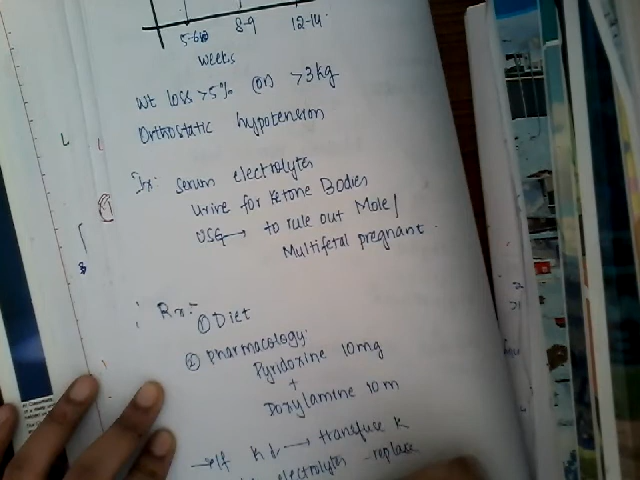 5-6 8-9 12-14
Weeks
Wt loss >5% (or) >3kg
Orthostatic hypotension
Ix: Serum electrolytes
Urine for Ketone Bodies
USG → to rule out Mole/
Multifetal pregnant.
Rx:-
① Diet
② Pharmacology:
Pyridoxine 10mg
+
Doxylamine 10m
→ If K↓ → transfuse K
electrolytes - replace